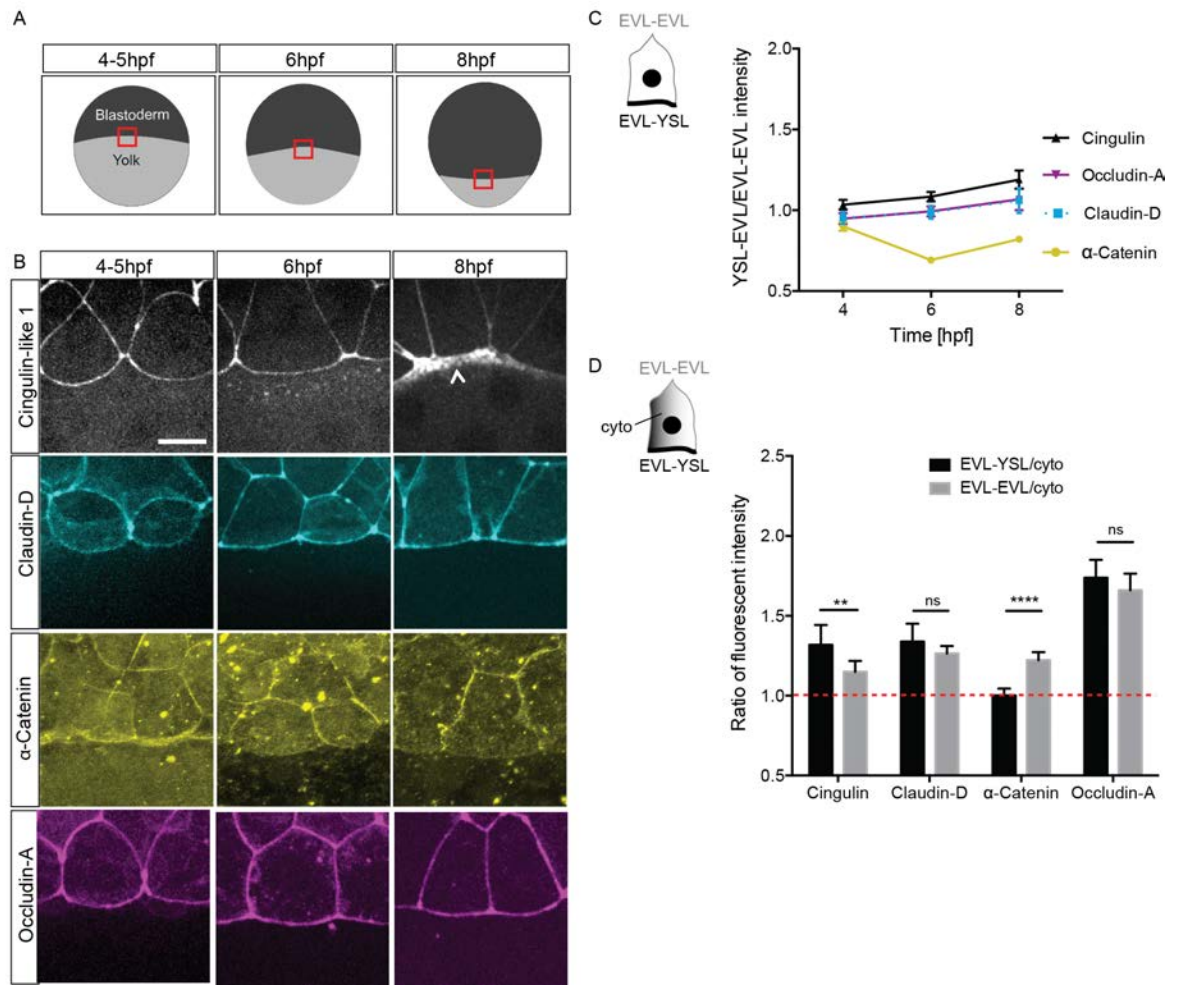 A
4-5hpf 6hpf 8hpf
Blastoderm
Yolk
B
4-5hpf 6hpf 8hpf
Cingulin-like 1
Claudin-D
α-Catenin
Occludin-A
C
EVL-EVL
EVL-YSL
YSL-EVL/EVL-EVL intensity
2.0
1.5
1.0
0.5
4 6 8
Time [hpf]
Cingulin
Occludin-A
Claudin-D
α-Catenin
D
EVL-EVL
cyto
EVL-YSL
Ratio of fluorescent intensity
2.5
2.0
1.5
1.0
0.5
EVL-YSL/cyto
EVL-EVL/cyto
** ns **** ns
Cingulin Claudin-D α-Catenin Occludin-A